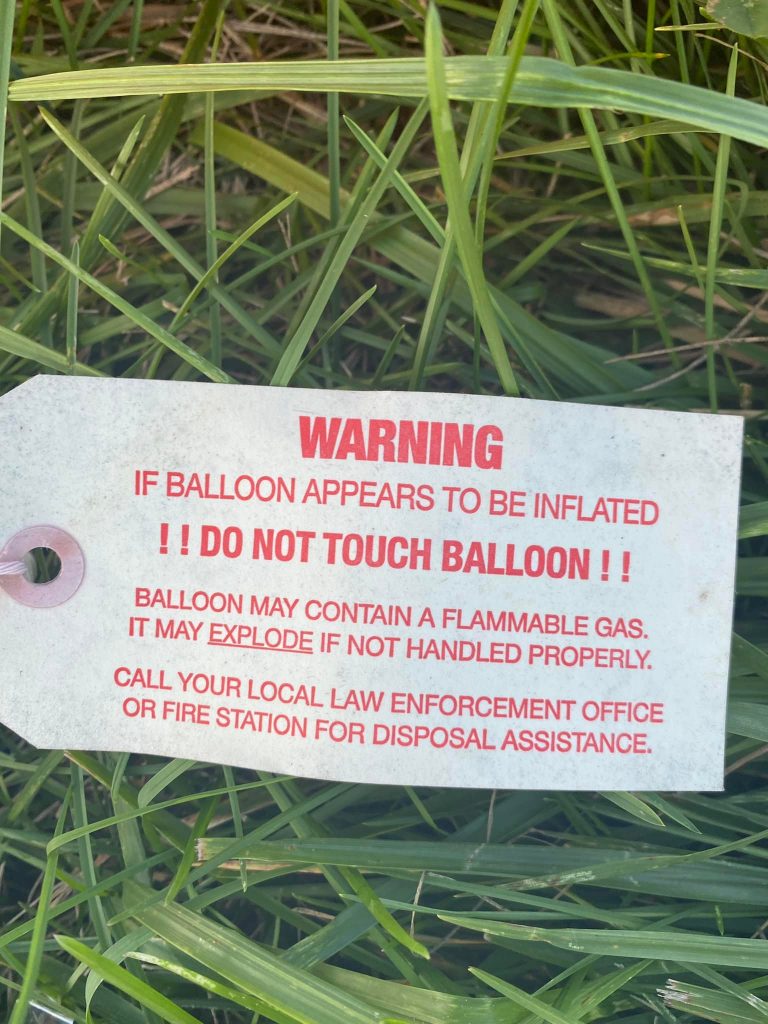 WARNING
IF BALLOON APPEARS TO BE INFLATED
! ! DO NOT TOUCH BALLOON ! !
BALLOON MAY CONTAIN A FLAMMABLE GAS.
IT MAY EXPLODE IF NOT HANDLED PROPERLY.
CALL YOUR LOCAL LAW ENFORCEMENT OFFICE
OR FIRE STATION FOR DISPOSAL ASSISTANCE.